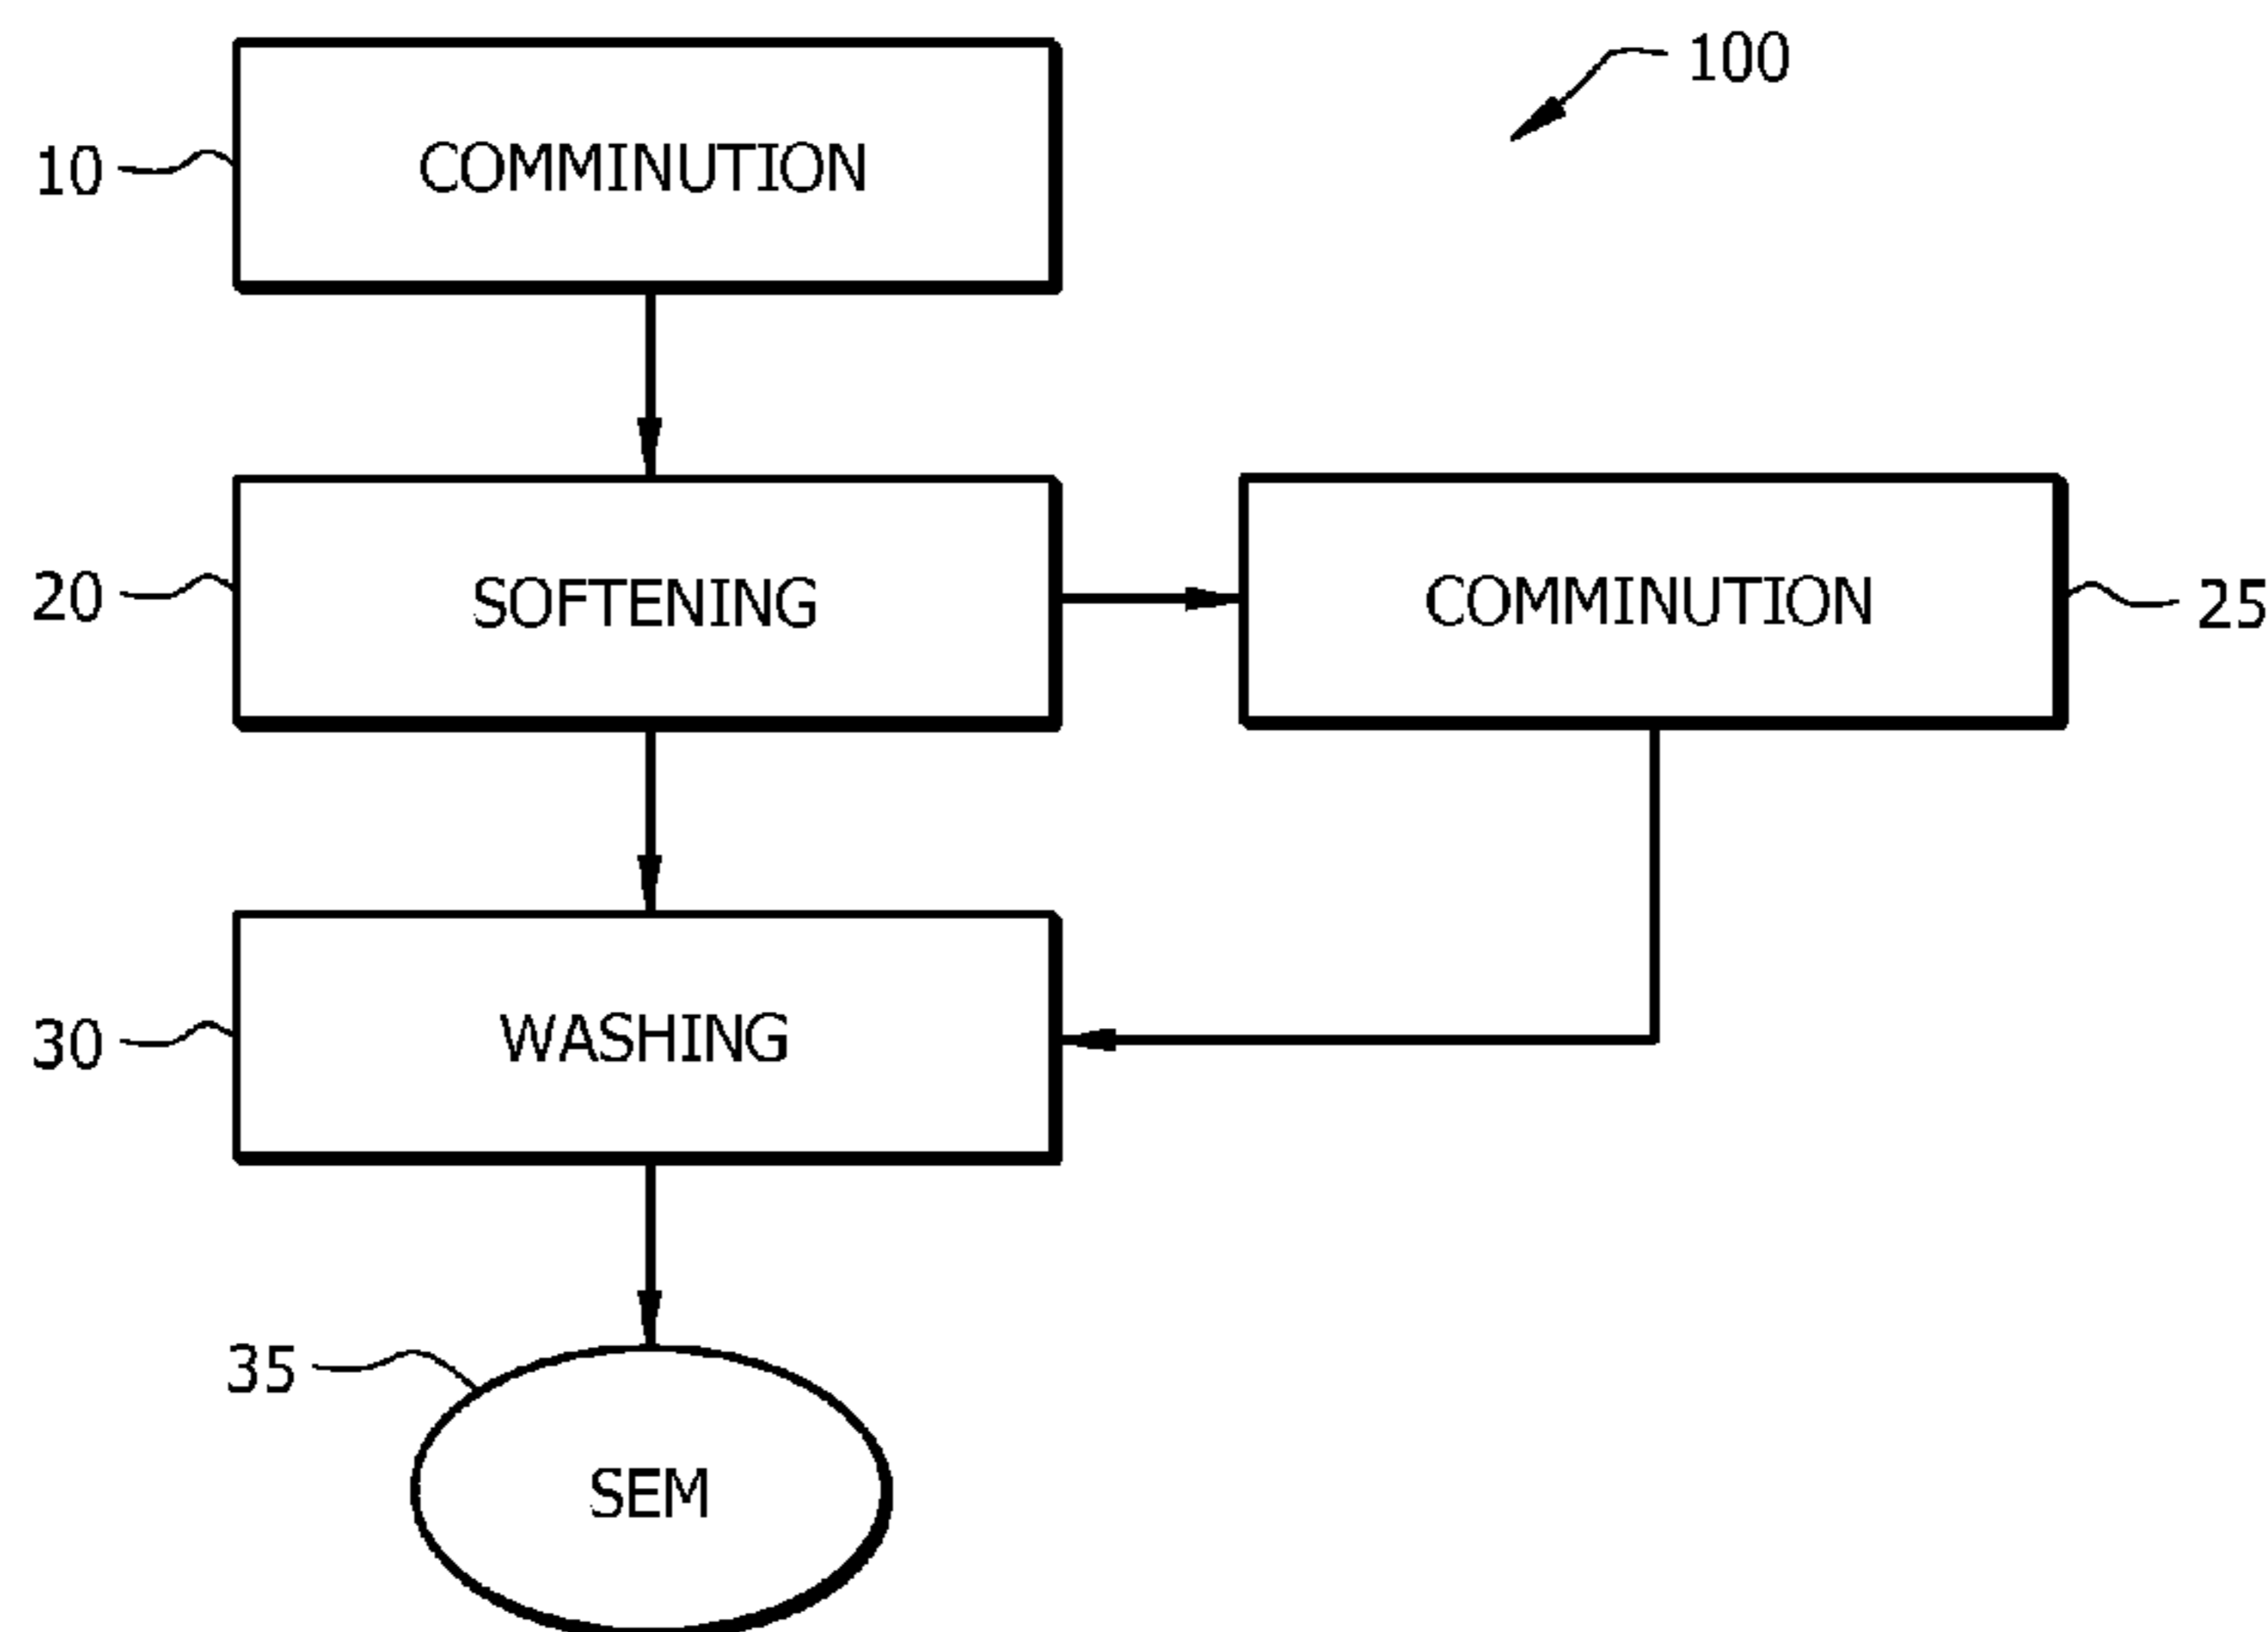 100
10 COMMINUTION
20 SOFTENING COMMINUTION 25
30 WASHING
35
SEM